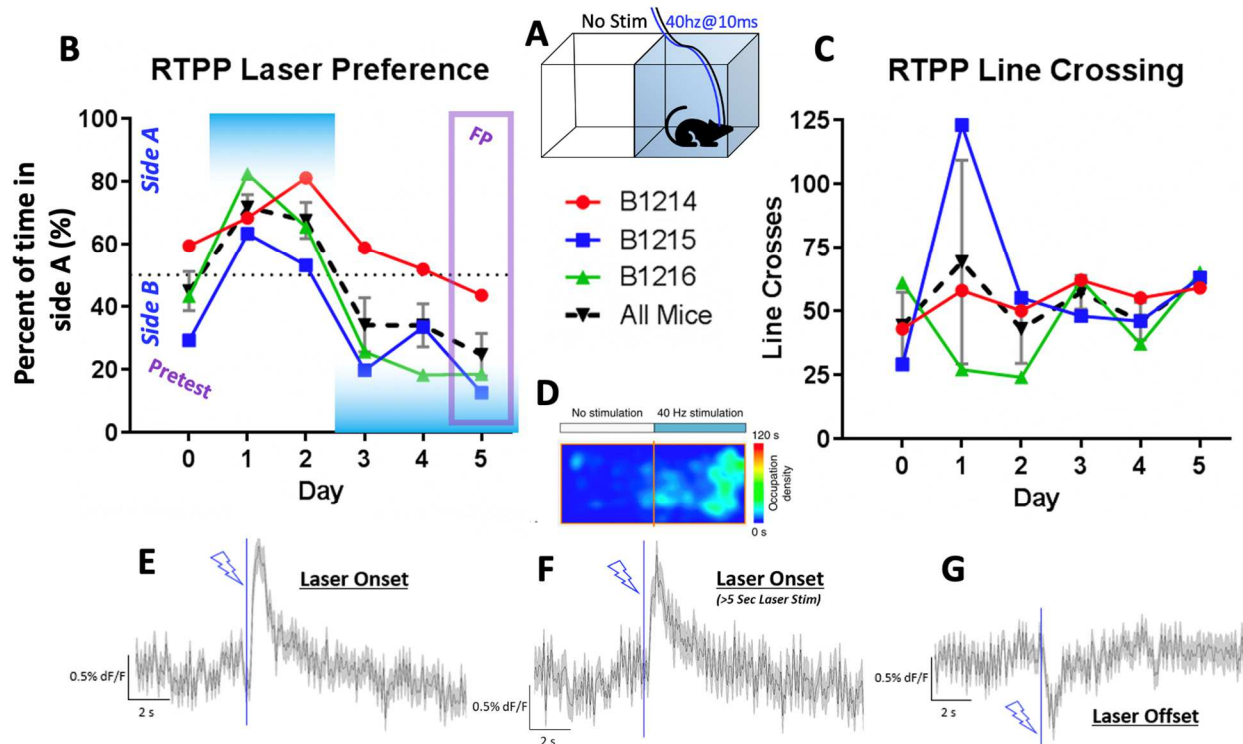 A
No Stim
40hz@10ms
B
RTPP Laser Preference
Percent of time in
side A (%)
100
80
60
40
20
0
Side A
Side B
Pretest
FP
0 1 2 3 4 5
Day
B1214
B1215
B1216
All Mice
C
RTPP Line Crossing
Line Crosses
125
100
75
50
25
0
0 1 2 3 4 5
Day
D
No stimulation
40 Hz stimulation
120 s
Occupation
density
0 s
E
Laser Onset
0.5% dF/F
2 s
F
Laser Onset
(>5 Sec Laser Stim)
0.5% dF/F
2 s
G
0.5% dF/F
2 s
Laser Offset